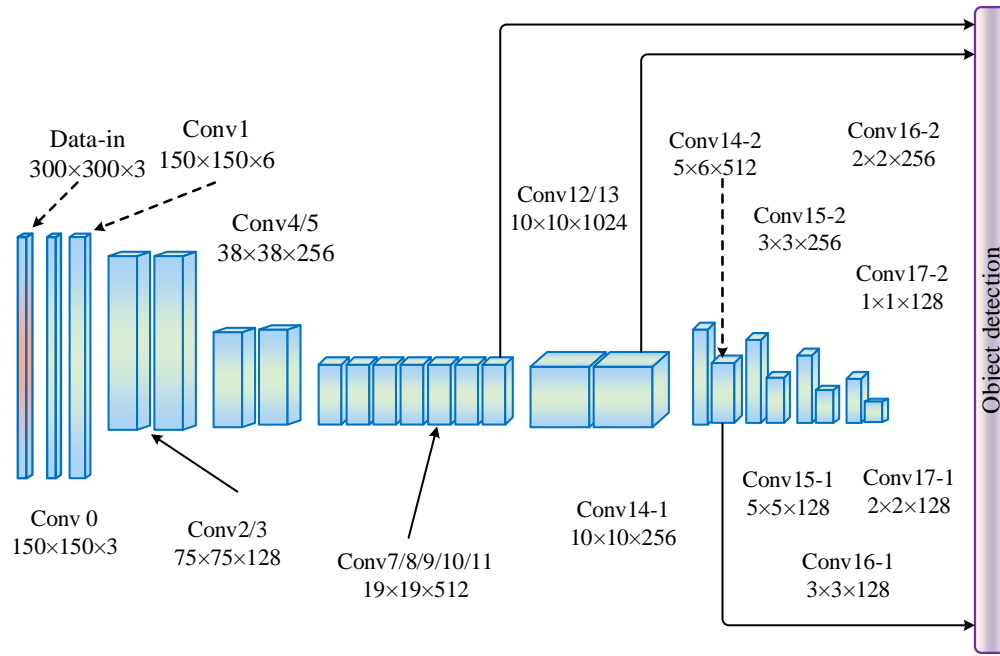 Data-in
300×300×3
Conv1
150×150×6
Conv4/5
38×38×256
Conv12/13
10×10×1024
Conv14-2
5×6×512
Conv15-2
3×3×256
Conv16-2
2×2×256
Conv17-2
1×1×128
Object detection
Conv 0
150×150×3
Conv2/3
75×75×128
Conv7/8/9/10/11
19×19×512
Conv14-1
10×10×256
Conv15-1
5×5×128
Conv16-1
3×3×128
Conv17-1
2×2×128